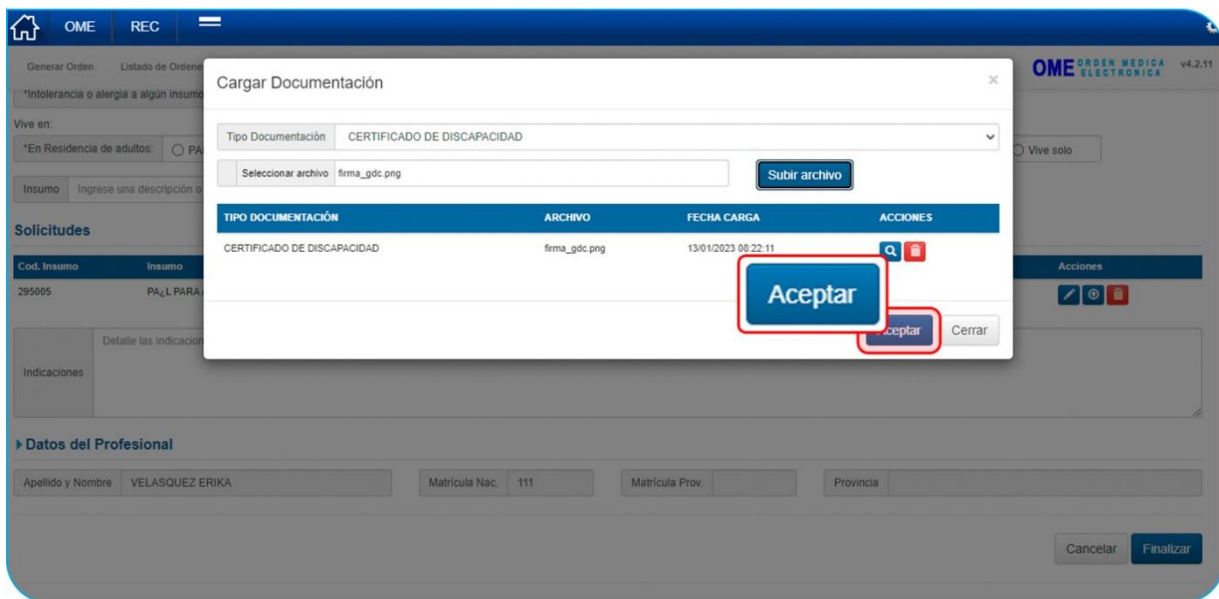 OME REC
Generar Orden Listado de Ordene
OME ORDEN MEDICA ELECTRONICA v4.2.11
*Intolerancia o alergia a algún insumo
Cargar Documentación ×
Vive en:
*En Residencia de adultos: PA
Vive solo
Tipo Documentación CERTIFICADO DE DISCAPACIDAD
Seleccionar archivo firma_gdc.png Subir archivo
Insumo Ingrese una descripción o
TIPO DOCUMENTACIÓN ARCHIVO FECHA CARGA ACCIONES
CERTIFICADO DE DISCAPACIDAD firma_gdc.png 13/01/2023 08:22:11
Solicitudes
Cod. Insumo Insumo Acciones
295005 PA¿L PARA
Aceptar
Aceptar Cerrar
Detalle las indicacion
Indicaciones
Datos del Profesional
Apellido y Nombre VELASQUEZ ERIKA Matrícula Nac. 111 Matrícula Prov. Provincia
Cancelar Finalizar